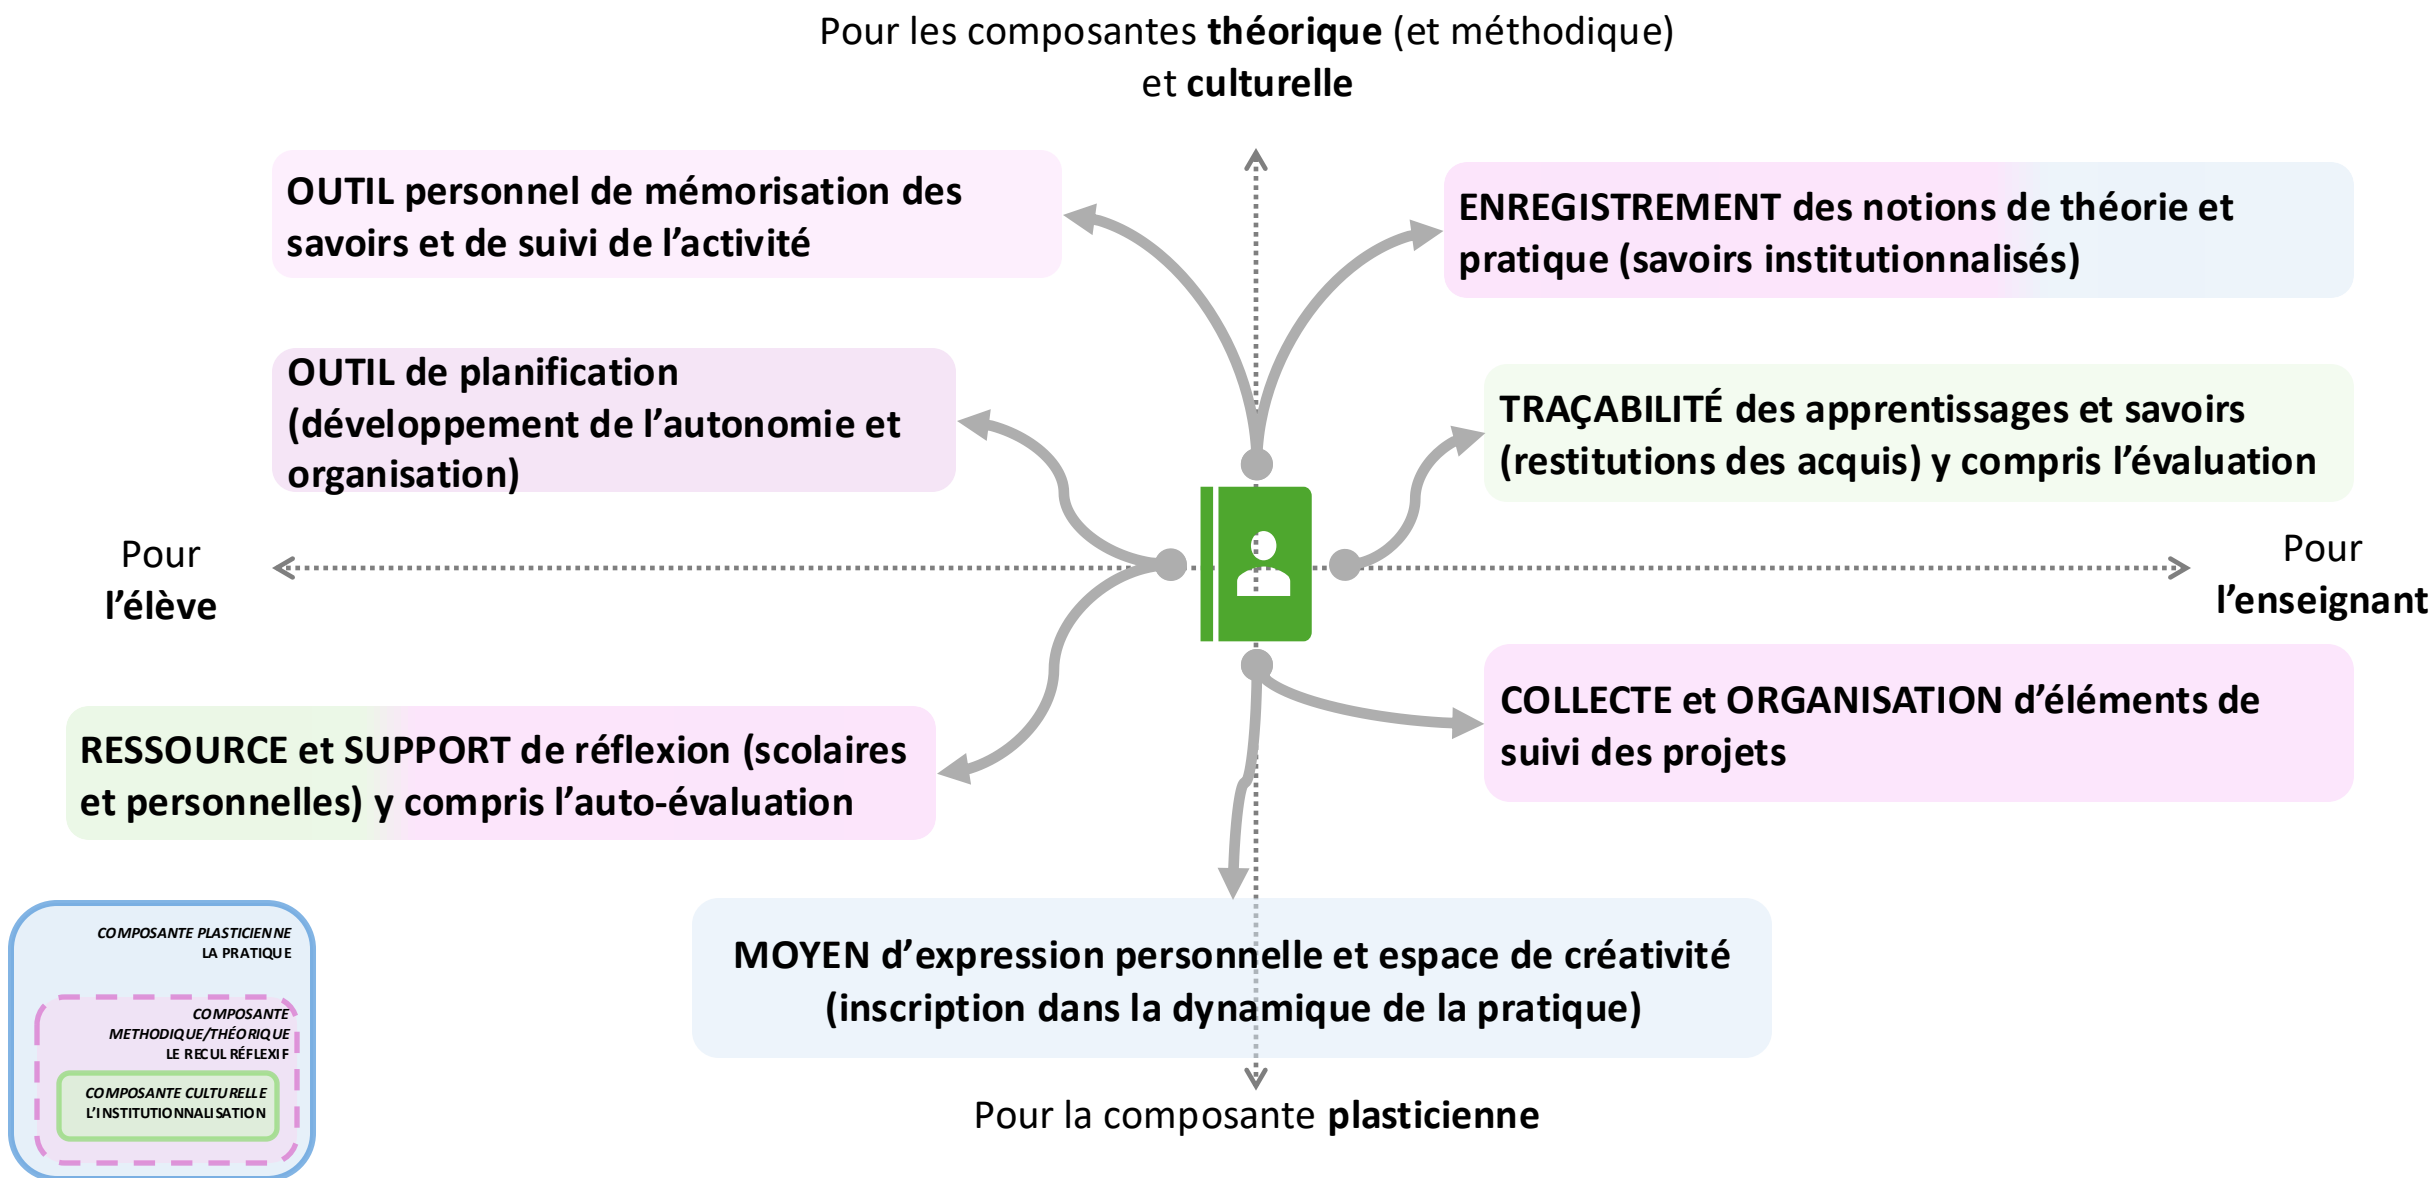 Pour les composantes théorique (et méthodique)
et culturelle
OUTIL personnel de mémorisation des
savoirs et de suivi de l’activité
ENREGISTREMENT des notions de théorie et
pratique (savoirs institutionnalisés)
OUTIL de planification
(développement de l’autonomie et
organisation)
TRAÇABILITÉ des apprentissages et savoirs
(restitutions des acquis) y compris l’évaluation
Pour
l’élève
Pour
l’enseignant
RESSOURCE et SUPPORT de réflexion (scolaires
et personnelles) y compris l’auto-évaluation
COLLECTE et ORGANISATION d’éléments de
suivi des projets
MOYEN d’expression personnelle et espace de créativité
(inscription dans la dynamique de la pratique)
Pour la composante plasticienne
COMPOSANTE PLASTICIENNE
LA PRATIQUE
COMPOSANTE
METHODIQUE/THÉORIQUE
LE RECUL RÉFLEXIF
COMPOSANTE CULTURELLE
L’INSTITUTIONNALISATION